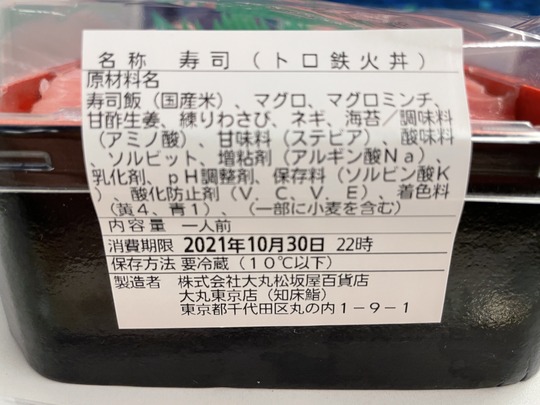 名称 寿司（トロ鉄火丼）
原材料名
寿司飯（国産米）、マグロ、マグロミンチ、
甘酢生姜、練りわさび、ネギ、海苔／調味料
（アミノ酸）、甘味料（ステビア）、酸味料
、ソルビット、増粘剤（アルギン酸Ｎａ）、
乳化剤、ｐＨ調整剤、保存料（ソルビン酸Ｋ
）、酸化防止剤（Ｖ．Ｃ、Ｖ．Ｅ）、着色料
（黄４、青１）、（一部に小麦を含む）
内容量 一人前
消費期限 2021年10月30日 22時
保存方法 要冷蔵（１０℃以下）
製造者 株式会社大丸松坂屋百貨店
大丸東京店（知床鮨）
東京都千代田区丸の内１－９－１